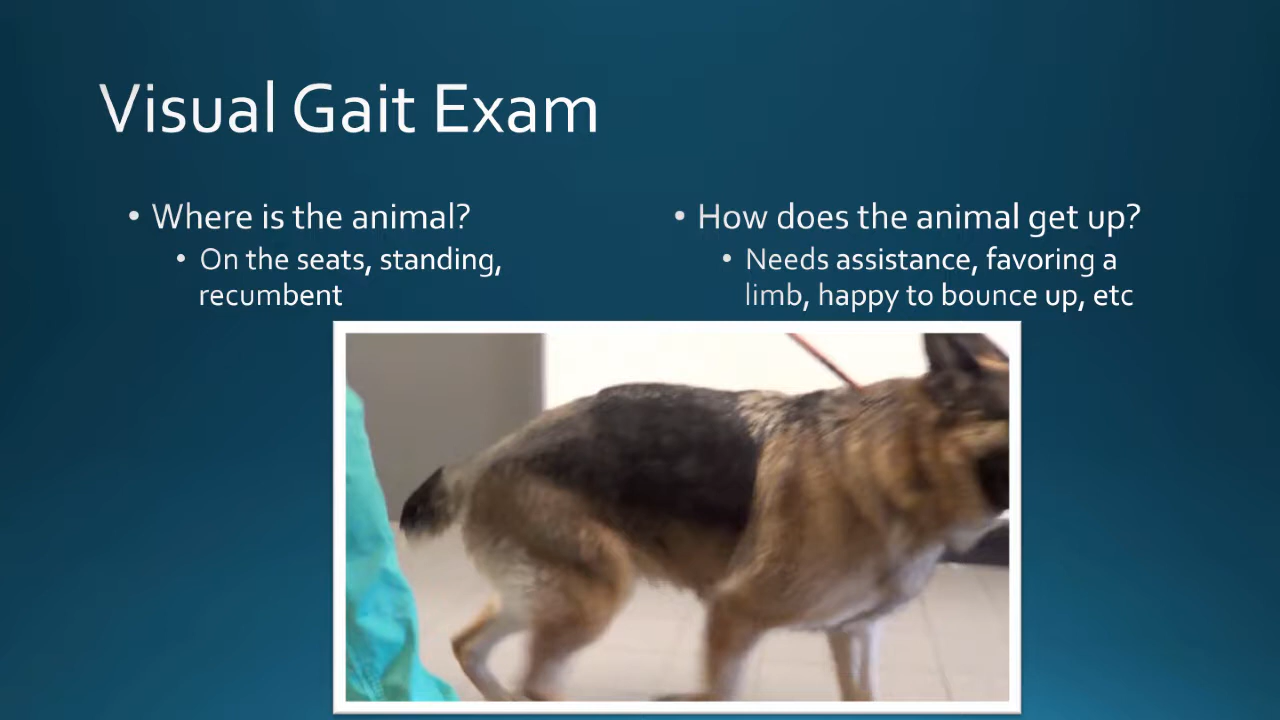 Visual Gait Exam
• Where is the animal?
• On the seats, standing,
recumbent
• How does the animal get up?
• Needs assistance, favoring a
limb, happy to bounce up, etc